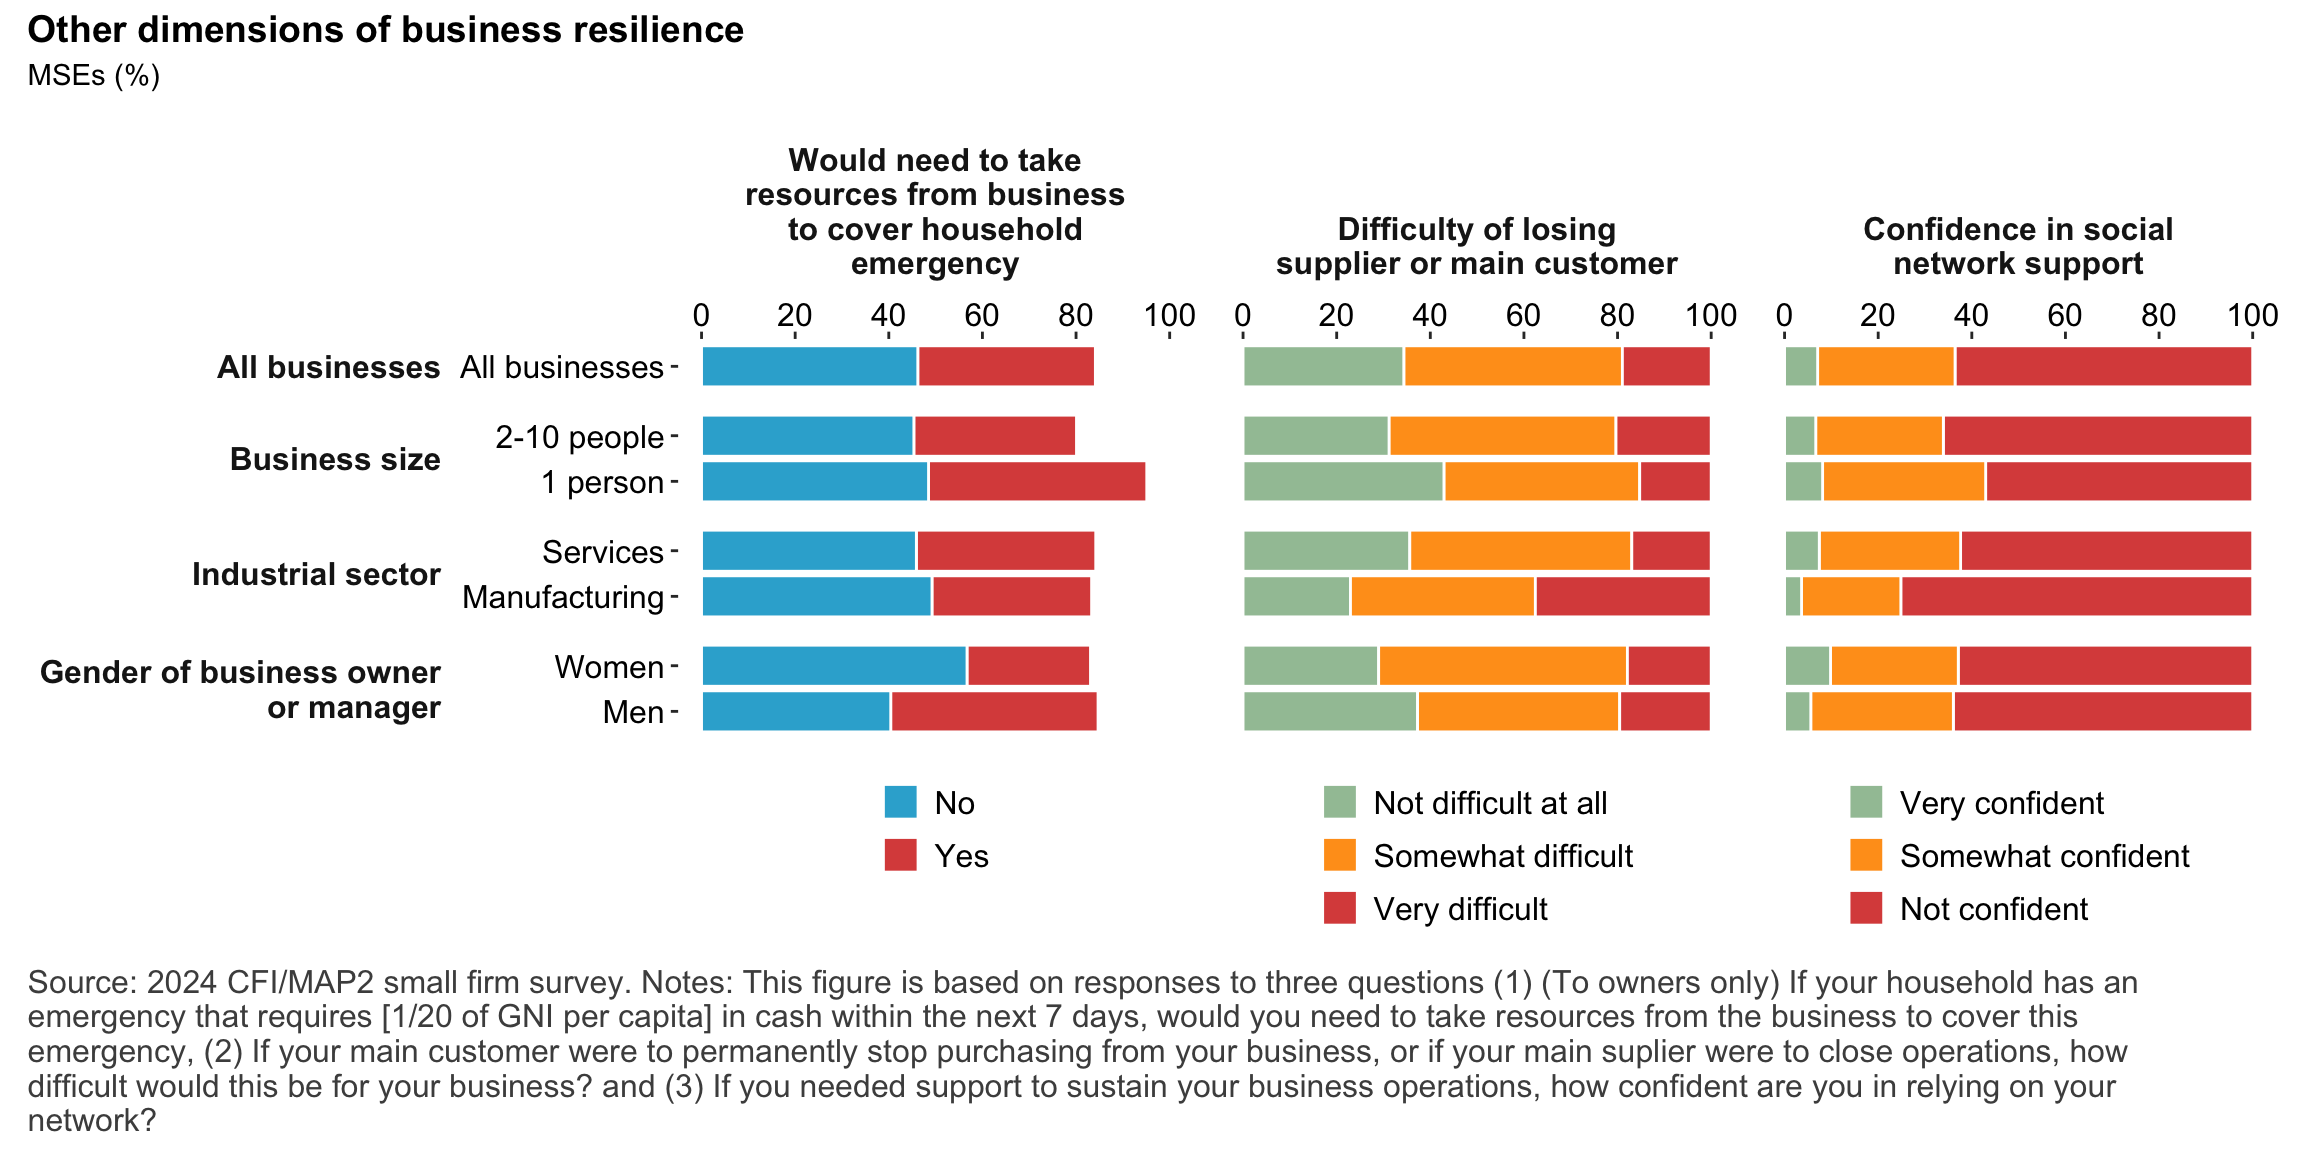 Other dimensions of business resilience
MSEs (%)
Would need to take
resources from business
to cover household
emergency
Difficulty of losing
supplier or main customer
Confidence in social
network support
0 20 40 60 80 100
0 20 40 60 80 100
0 20 40 60 80 100
All businesses
All businesses
Business size
2-10 people
1 person
Industrial sector
Services
Manufacturing
Gender of business owner
or manager
Women
Men
No
Yes
Not difficult at all
Somewhat difficult
Very difficult
Very confident
Somewhat confident
Not confident
Source: 2024 CFI/MAP2 small firm survey. Notes: This figure is based on responses to three questions (1) (To owners only) If your household has an
emergency that requires [1/20 of GNI per capita] in cash within the next 7 days, would you need to take resources from the business to cover this
emergency, (2) If your main customer were to permanently stop purchasing from your business, or if your main suplier were to close operations, how
difficult would this be for your business? and (3) If you needed support to sustain your business operations, how confident are you in relying on your
network?